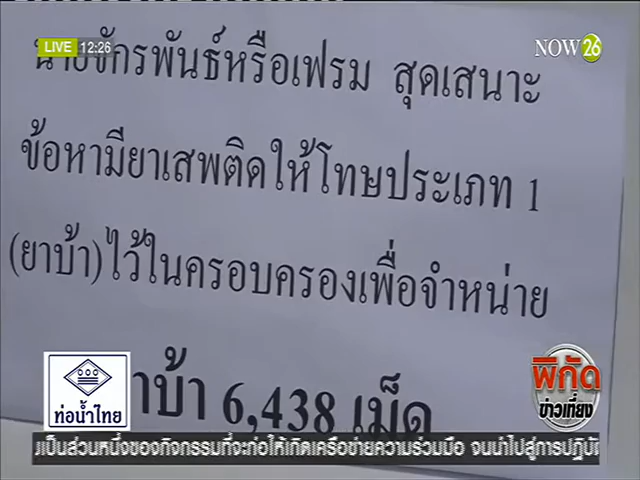 LIVE 12:26
NOW26
นายจักรพันธ์หรือเฟรม สุดเสนาะ
ข้อหามียาเสพติดให้โทษประเภท 1
(ยาบ้า)ไว้ในครอบครองเพื่อจำหน่าย
ยาบ้า 6,438 เม็ด
ท่อน้ำไทย
พิกัด
ข่าวเที่ยง
เป็นส่วนหนึ่งของกิจกรรมที่จะก่อให้เกิดเครือข่ายความร่วมมือ จนนำไปสู่การปฏิบัติ